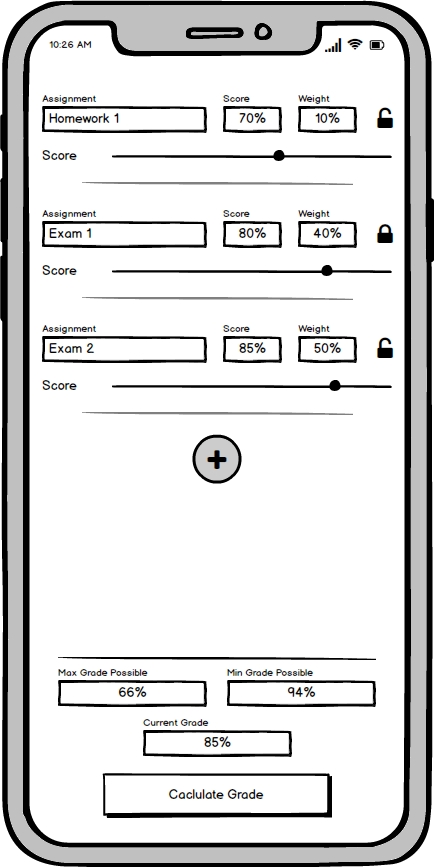 10:26 AM
Assignment Score Weight
Homework 1 70% 10%
Score
Assignment Score Weight
Exam 1 80% 40%
Score
Assignment Score Weight
Exam 2 85% 50%
Score
Max Grade Possible Min Grade Possible
66% 94%
Current Grade
85%
Caclulate Grade